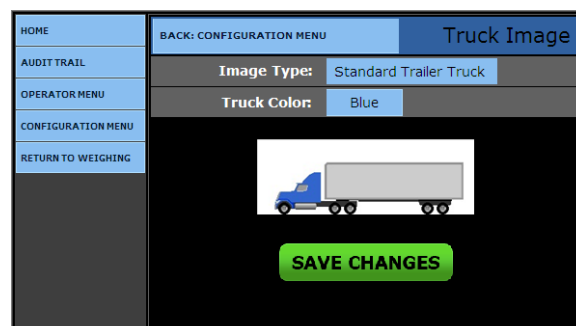 HOME
AUDIT TRAIL
OPERATOR MENU
CONFIGURATION MENU
RETURN TO WEIGHING
BACK: CONFIGURATION MENU
Truck Image
Image Type: Standard Trailer Truck
Truck Color: Blue
SAVE CHANGES